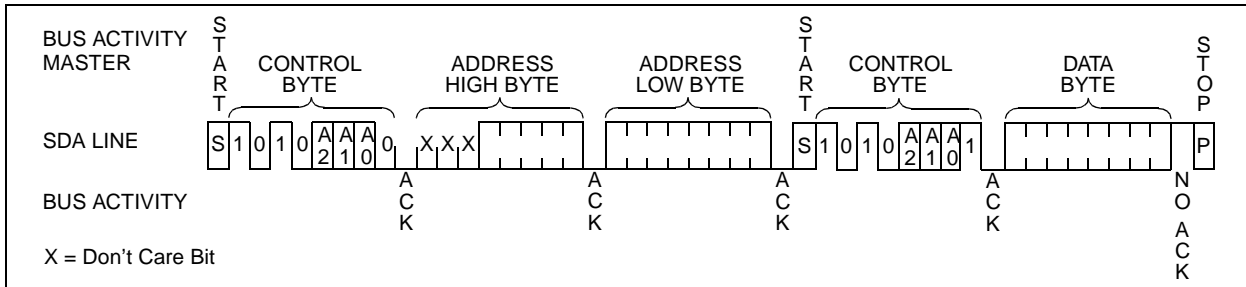 BUS ACTIVITY
MASTER
START
CONTROL
BYTE
ADDRESS
HIGH BYTE
ADDRESS
LOW BYTE
START
CONTROL
BYTE
DATA
BYTE
STOP
SDA LINE
S 1 0 1 0 A2 A1 A0 0 X X X S 1 0 1 0 A2 A1 A0 1 P
BUS ACTIVITY
ACK
ACK
ACK
ACK
NO ACK
X = Don't Care Bit